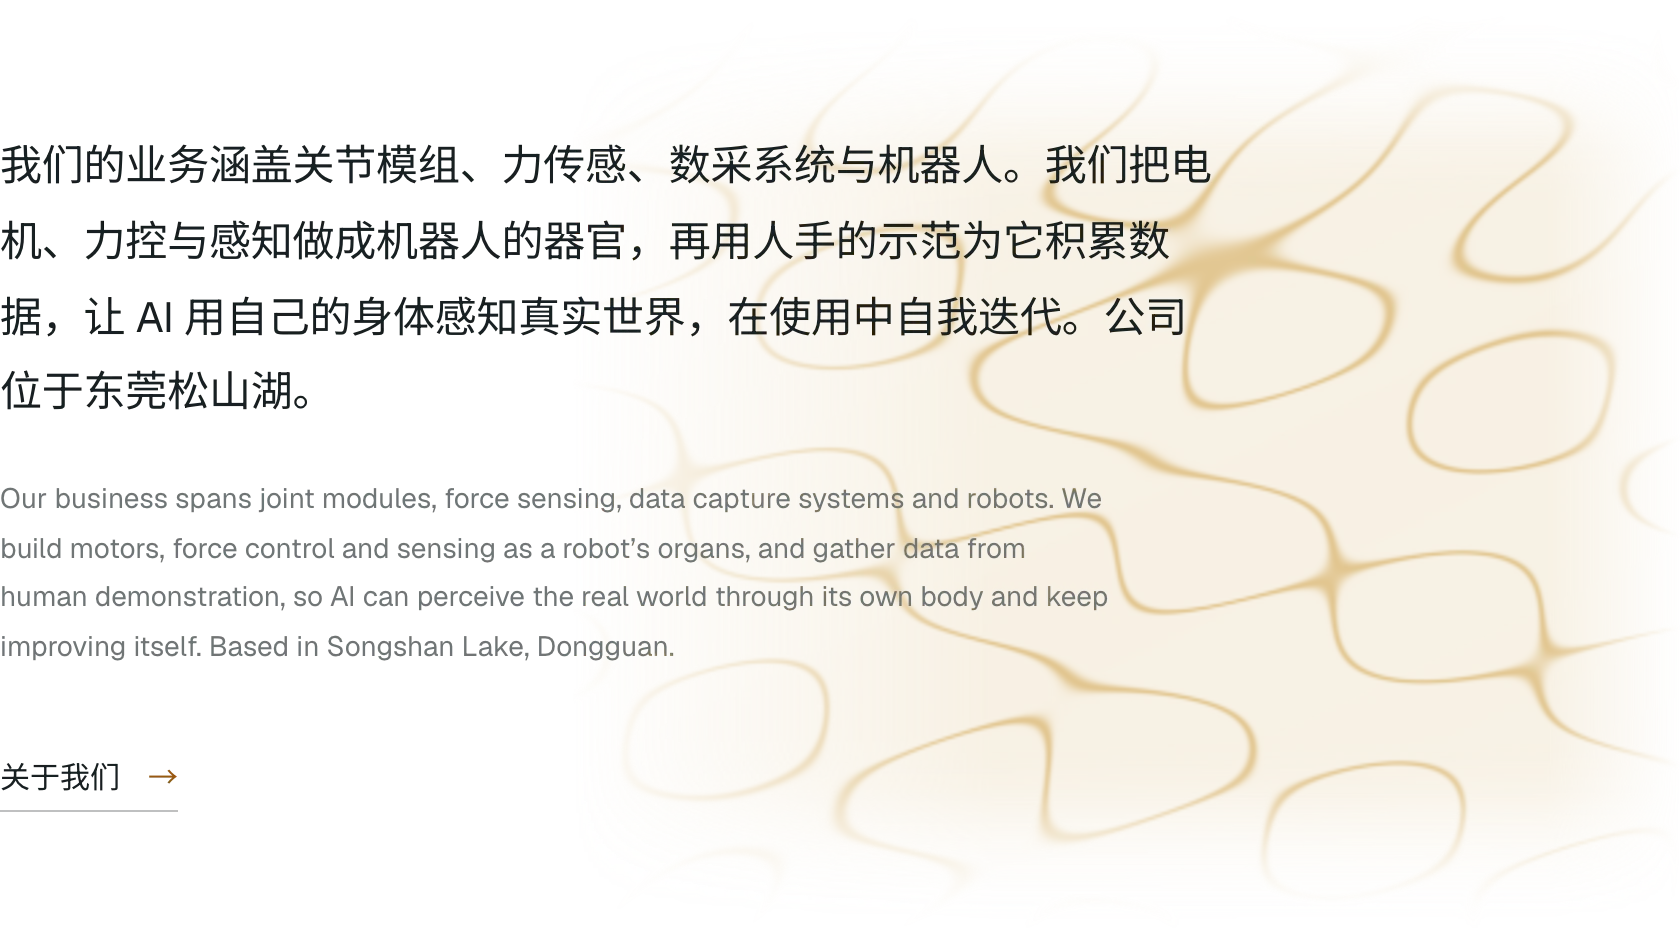 我们的业务涵盖关节模组、力传感、数采系统与机器人。我们把电
机、力控与感知做成机器人的器官，再用人手的示范为它积累数
据，让 AI 用自己的身体感知真实世界，在使用中自我迭代。公司
位于东莞松山湖。
Our business spans joint modules, force sensing, data capture systems and robots. We
build motors, force control and sensing as a robot’s organs, and gather data from
human demonstration, so AI can perceive the real world through its own body and keep
improving itself. Based in Songshan Lake, Dongguan.
关于我们 →